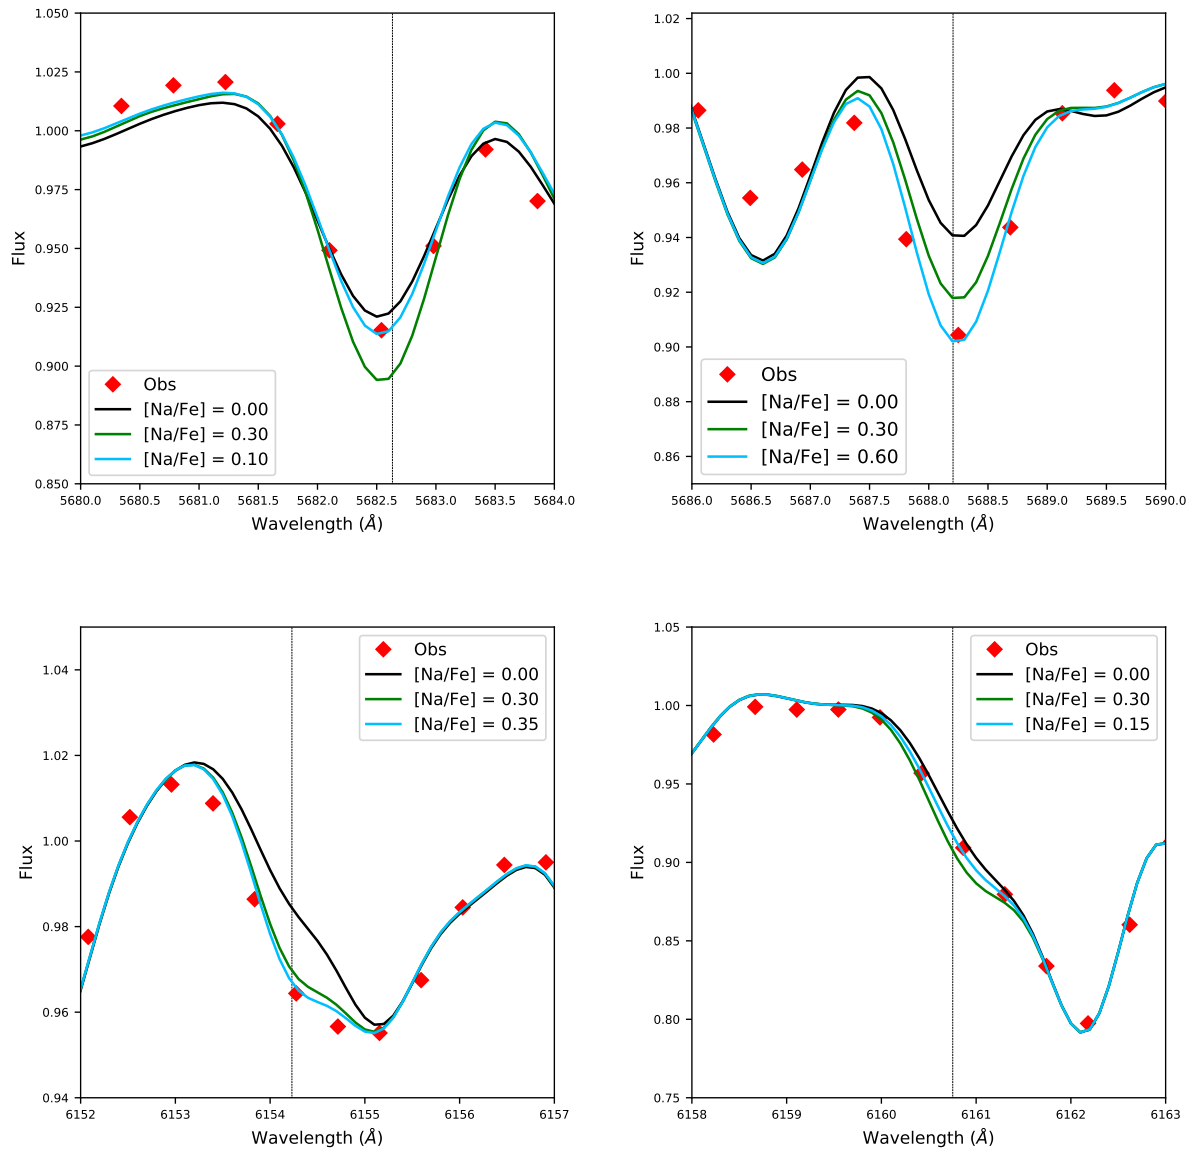 1.050
1.025
1.000
0.975
0.950
0.925
0.900
0.875
0.850
Flux
Obs
[Na/Fe] = 0.00
[Na/Fe] = 0.30
[Na/Fe] = 0.10
5680.0 5680.5 5681.0 5681.5 5682.0 5682.5 5683.0 5683.5 5684.0
Wavelength (Å)
1.02
1.00
0.98
0.96
0.94
0.92
0.90
0.88
0.86
Flux
Obs
[Na/Fe] = 0.00
[Na/Fe] = 0.30
[Na/Fe] = 0.60
5686.0 5686.5 5687.0 5687.5 5688.0 5688.5 5689.0 5689.5 5690.0
Wavelength (Å)
1.04
1.02
1.00
0.98
0.96
0.94
Flux
Obs
[Na/Fe] = 0.00
[Na/Fe] = 0.30
[Na/Fe] = 0.35
6152 6153 6154 6155 6156 6157
Wavelength (Å)
1.05
1.00
0.95
0.90
0.85
0.80
0.75
Flux
Obs
[Na/Fe] = 0.00
[Na/Fe] = 0.30
[Na/Fe] = 0.15
6158 6159 6160 6161 6162 6163
Wavelength (Å)